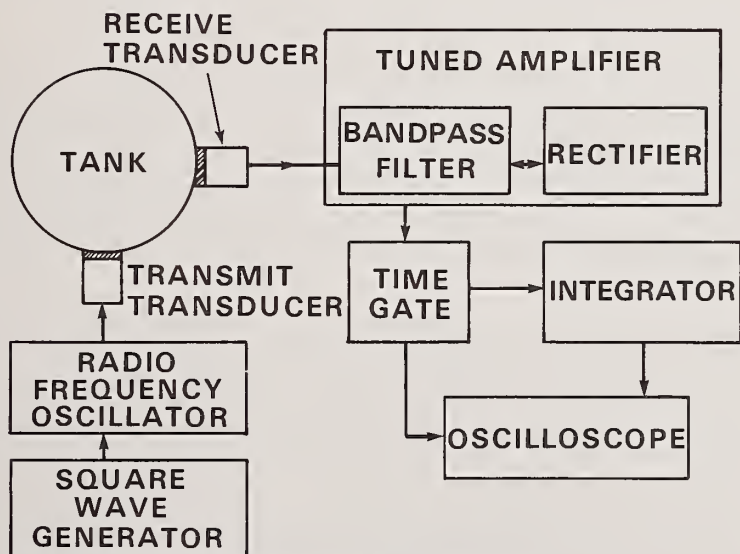 RECEIVE
TRANSDUCER
TANK
TUNED AMPLIFIER
BANDPASS
FILTER
RECTIFIER
TRANSMIT
TRANSDUCER
TIME
GATE
INTEGRATOR
RADIO
FREQUENCY
OSCILLATOR
OSCILLOSCOPE
SQUARE
WAVE
GENERATOR